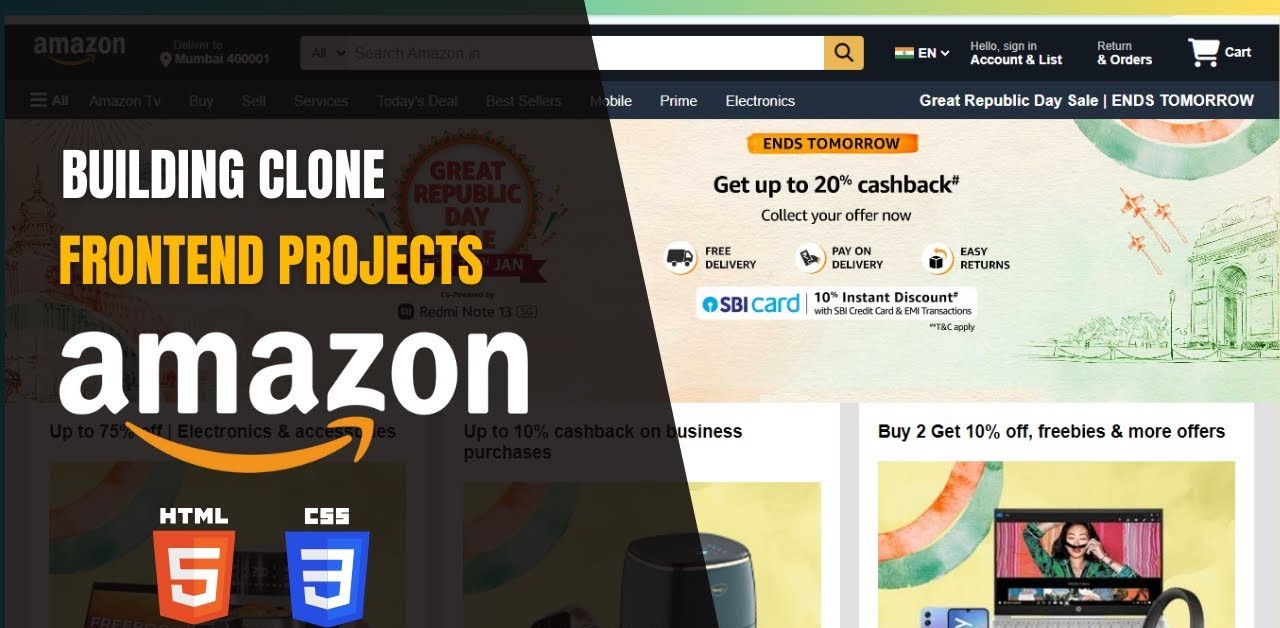 amazon
Deliver to
Mumbai 400001
All
Search Amazon.in
EN
Hello, sign in
Account & List
Return
& Orders
Cart
All
Amazon Tv
Buy
Sell
Services
Today's Deal
Best Sellers
Mobile
Prime
Electronics
Great Republic Day Sale | ENDS TOMORROW
BUILDING CLONE
FRONTEND PROJECTS
amazon
HTML
5
CSS
3
GREAT
REPUBLIC
DAY
SALE
JAN
Co-Powered by
Redmi Note 13 5G
ENDS TOMORROW
Get up to 20% cashback#
Collect your offer now
FREE
DELIVERY
PAY ON
DELIVERY
EASY
RETURNS
SBI card
10% Instant Discount#
with SBI Credit Card & EMI Transactions
#*T&C apply
Up to 75% off | Electronics & accessories
Up to 10% cashback on business
purchases
Buy 2 Get 10% off, freebies & more offers